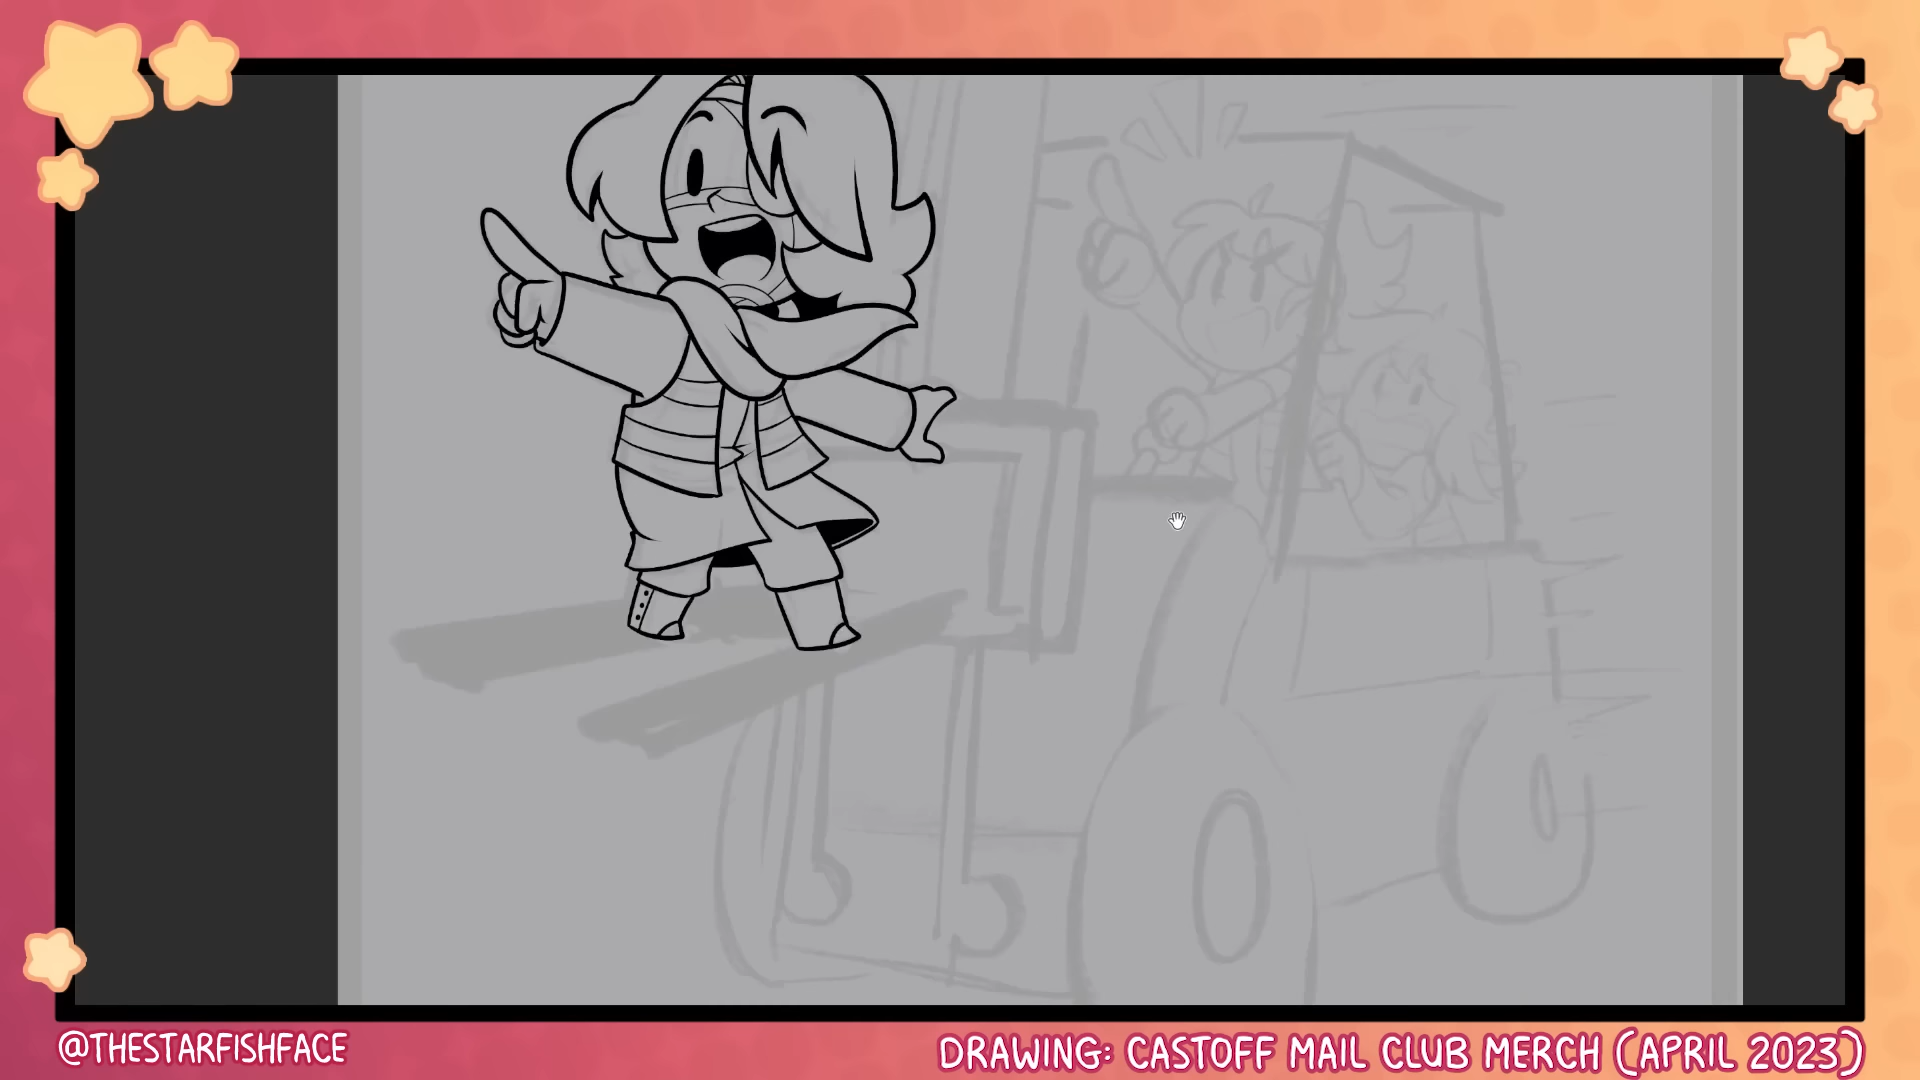 @THESTARFISHFACE
DRAWING: CASTOFF MAIL CLUB MERCH (APRIL 2023)